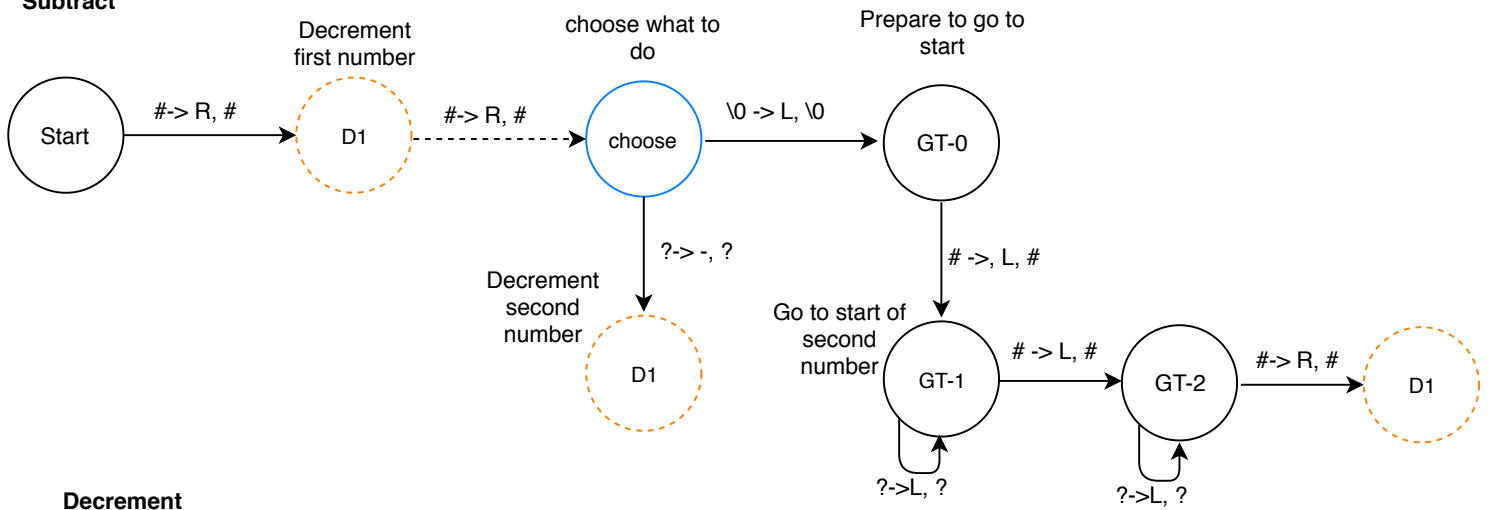 Subtract
Decrement
first number
choose what to
do
Prepare to go to
start
Start
#-> R, #
D1
#-> R, #
choose
\0 -> L, \0
GT-0
?-> -, ?
# ->, L, #
Decrement
second
number
D1
Go to start of
second
number
GT-1
# -> L, #
GT-2
#-> R, #
D1
?->L, ?
?->L, ?
Decrement